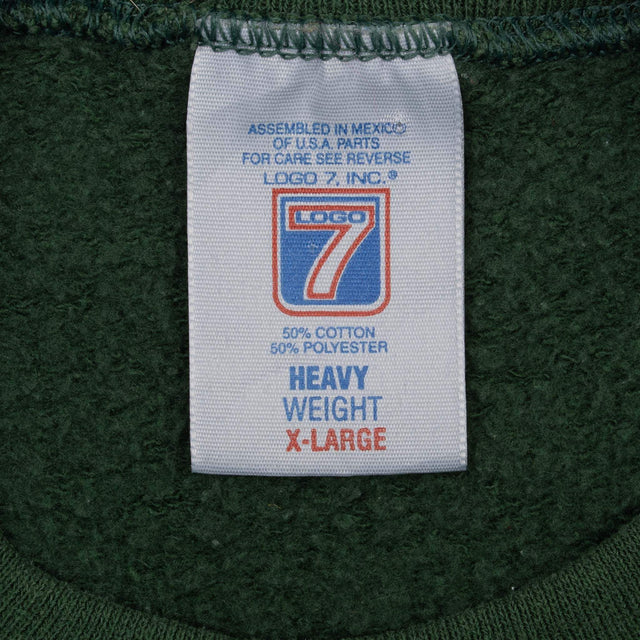 ASSEMBLED IN MEXICO
OF U.S.A. PARTS
FOR CARE SEE REVERSE
LOGO 7, INC.®
LOGO
7
50% COTTON
50% POLYESTER
HEAVY
WEIGHT
X-LARGE